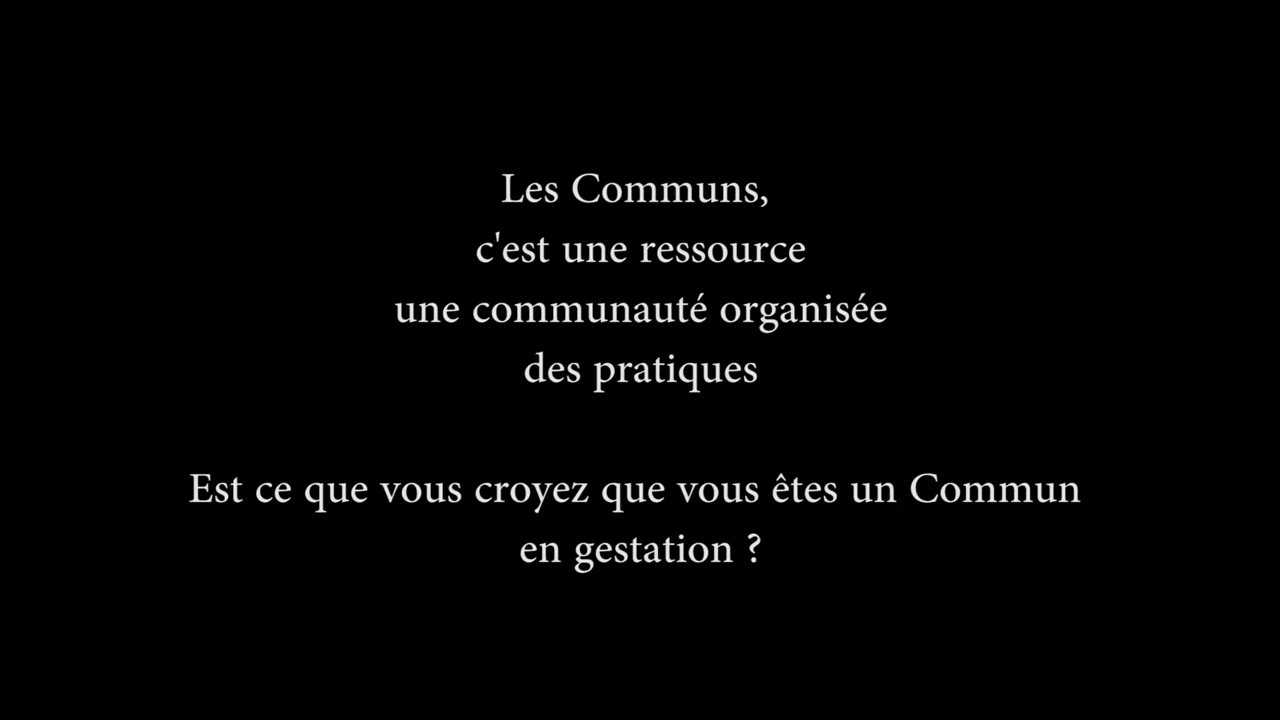 Les Communs,
c'est une ressource
une communauté organisée
des pratiques
Est ce que vous croyez que vous êtes un Commun
en gestation ?